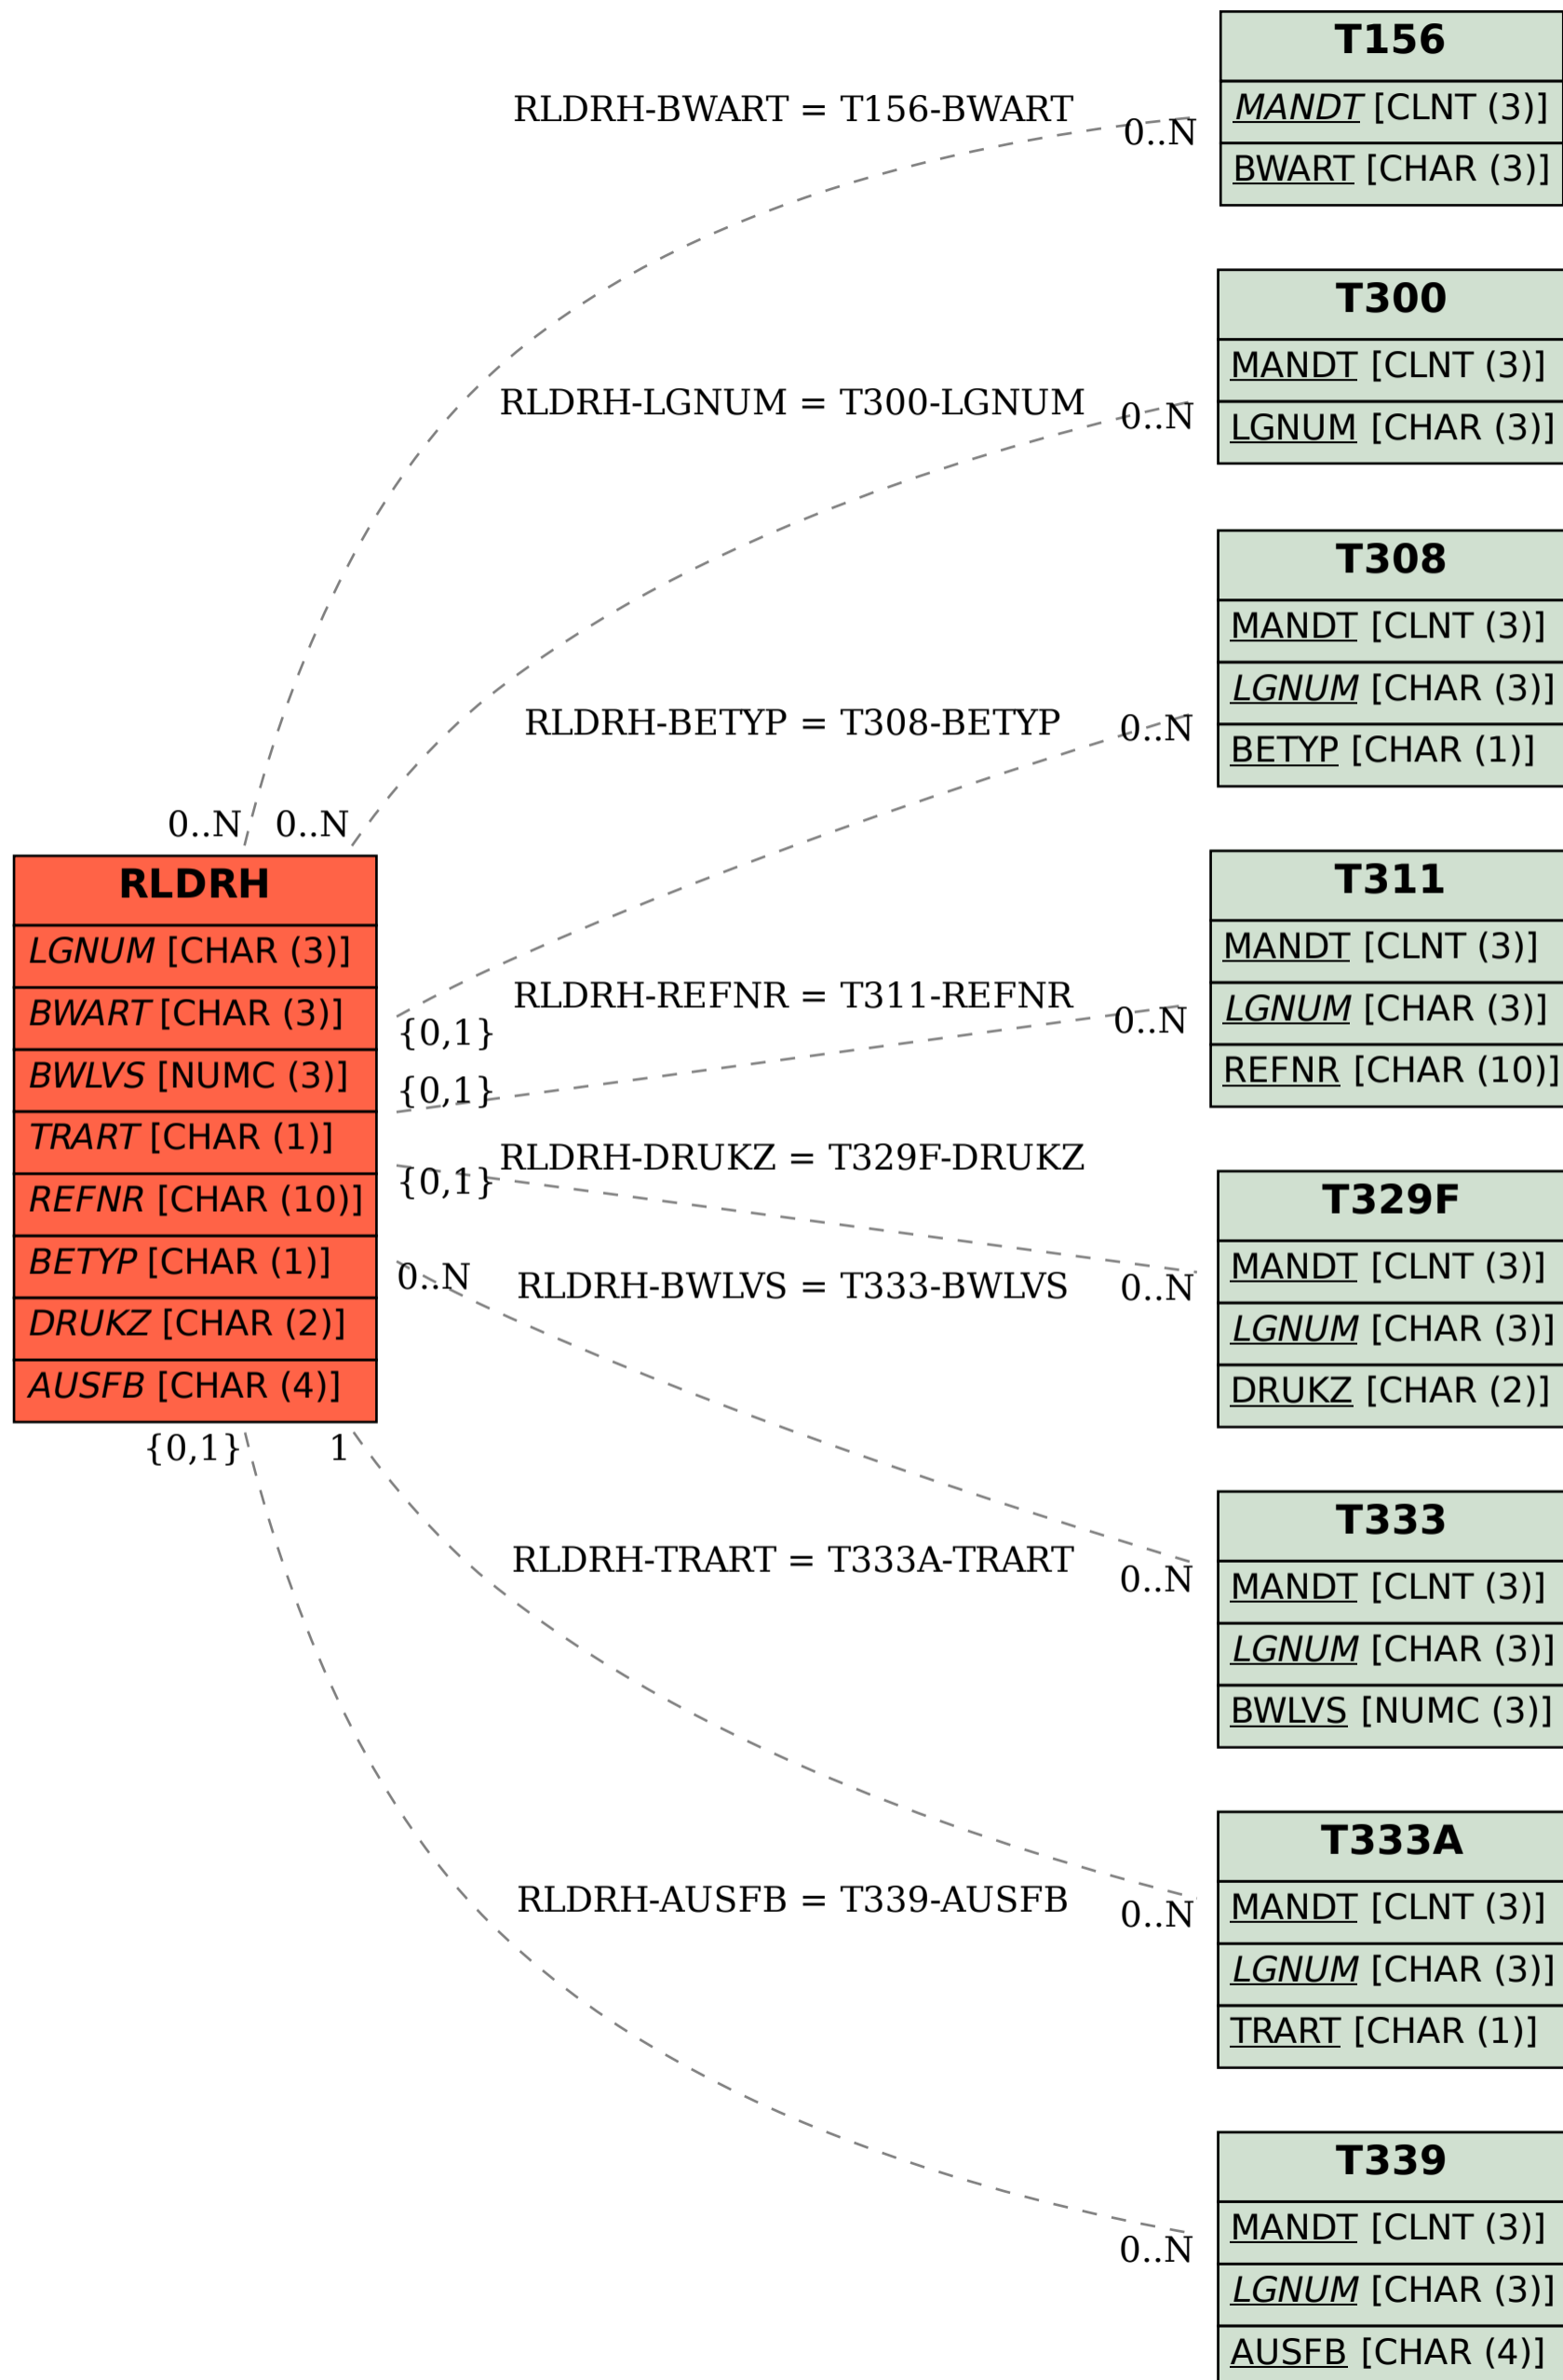 T156
MANDT [CLNT (3)]
BWART [CHAR (3)]
RLDRH-BWART = T156-BWART
0..N
T300
MANDT [CLNT (3)]
LGNUM [CHAR (3)]
RLDRH-LGNUM = T300-LGNUM
0..N
T308
MANDT [CLNT (3)]
LGNUM [CHAR (3)]
BETYP [CHAR (1)]
RLDRH-BETYP = T308-BETYP
0..N
0..N 0..N
RLDRH
LGNUM [CHAR (3)]
BWART [CHAR (3)]
BWLVS [NUMC (3)]
TRART [CHAR (1)]
REFNR [CHAR (10)]
BETYP [CHAR (1)]
DRUKZ [CHAR (2)]
AUSFB [CHAR (4)]
T311
MANDT [CLNT (3)]
LGNUM [CHAR (3)]
REFNR [CHAR (10)]
RLDRH-REFNR = T311-REFNR
0..N
{0,1}
{0,1}
RLDRH-DRUKZ = T329F-DRUKZ
{0,1}
T329F
MANDT [CLNT (3)]
LGNUM [CHAR (3)]
DRUKZ [CHAR (2)]
0..N
RLDRH-BWLVS = T333-BWLVS
0..N
{0,1} 1
T333
MANDT [CLNT (3)]
LGNUM [CHAR (3)]
BWLVS [NUMC (3)]
RLDRH-TRART = T333A-TRART
0..N
T333A
MANDT [CLNT (3)]
LGNUM [CHAR (3)]
TRART [CHAR (1)]
RLDRH-AUSFB = T339-AUSFB
0..N
T339
MANDT [CLNT (3)]
LGNUM [CHAR (3)]
AUSFB [CHAR (4)]
0..N